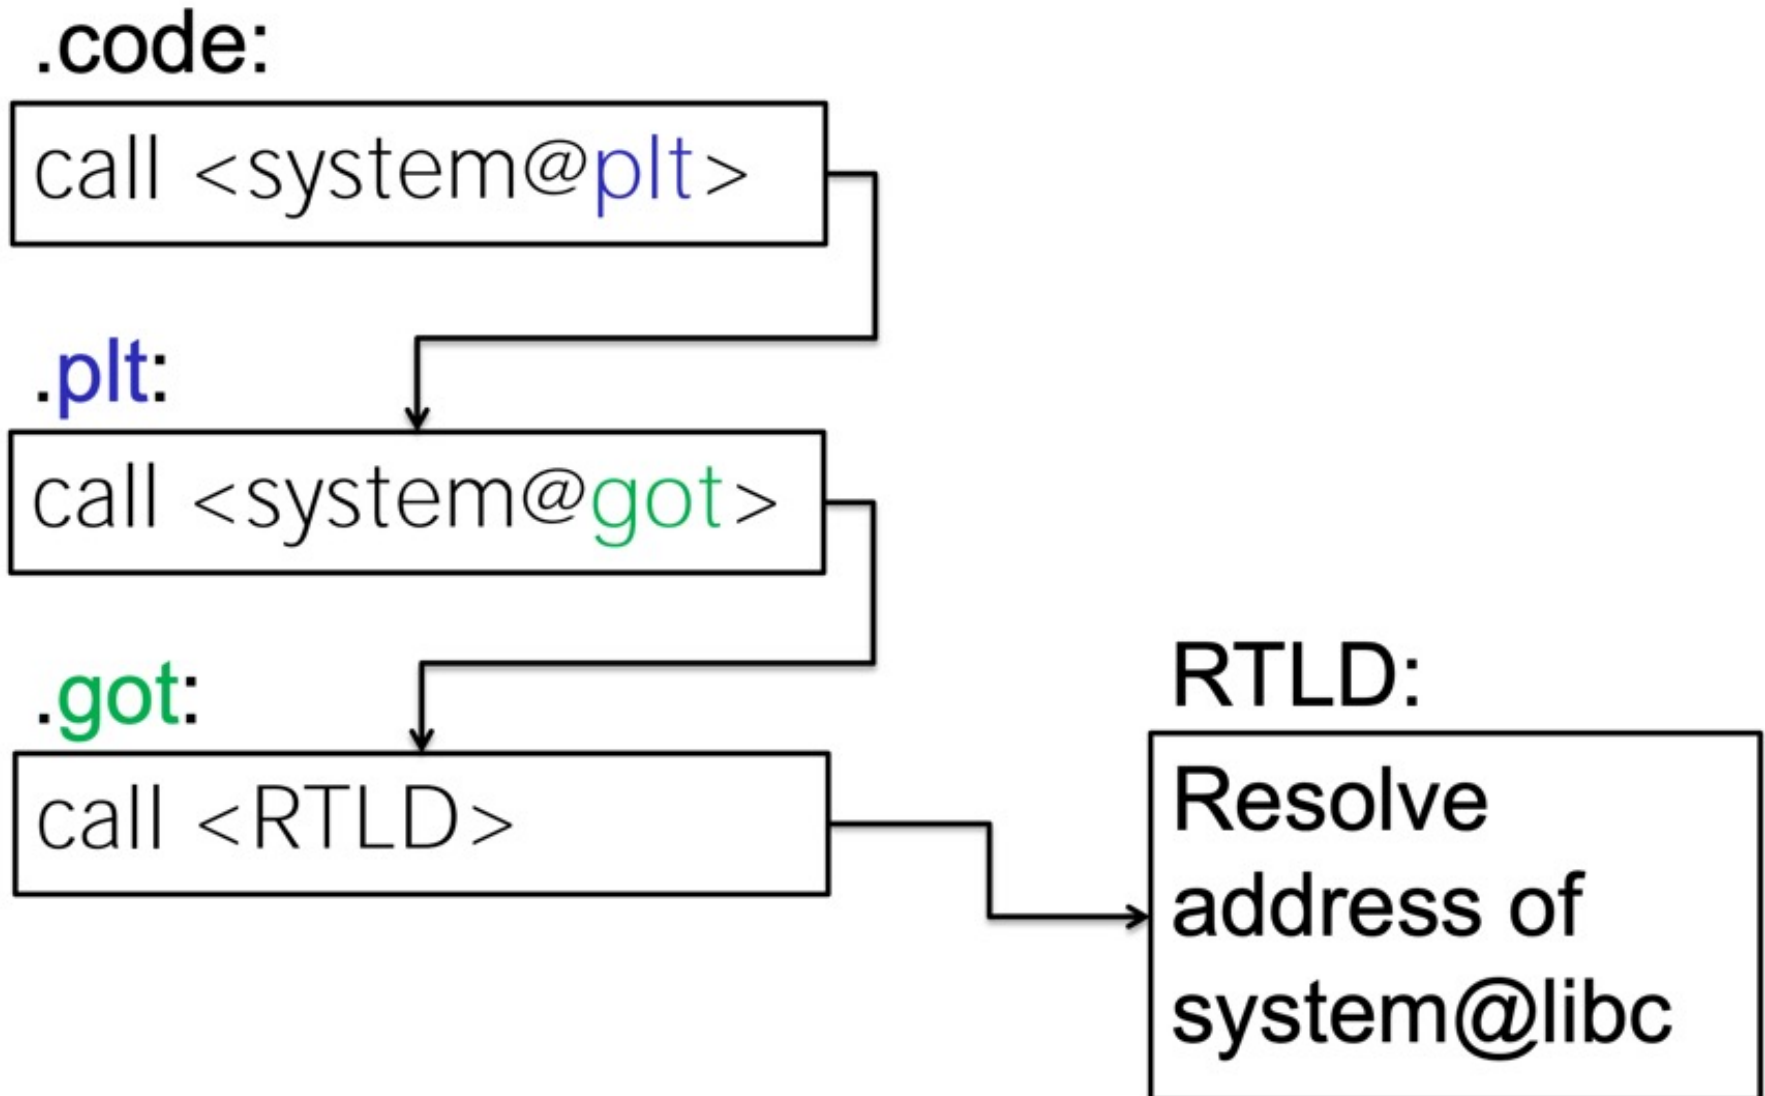 .code:
call <system@plt>
.plt:
call <system@got>
.got:
call <RTLD>
RTLD:
Resolve
address of
system@libc